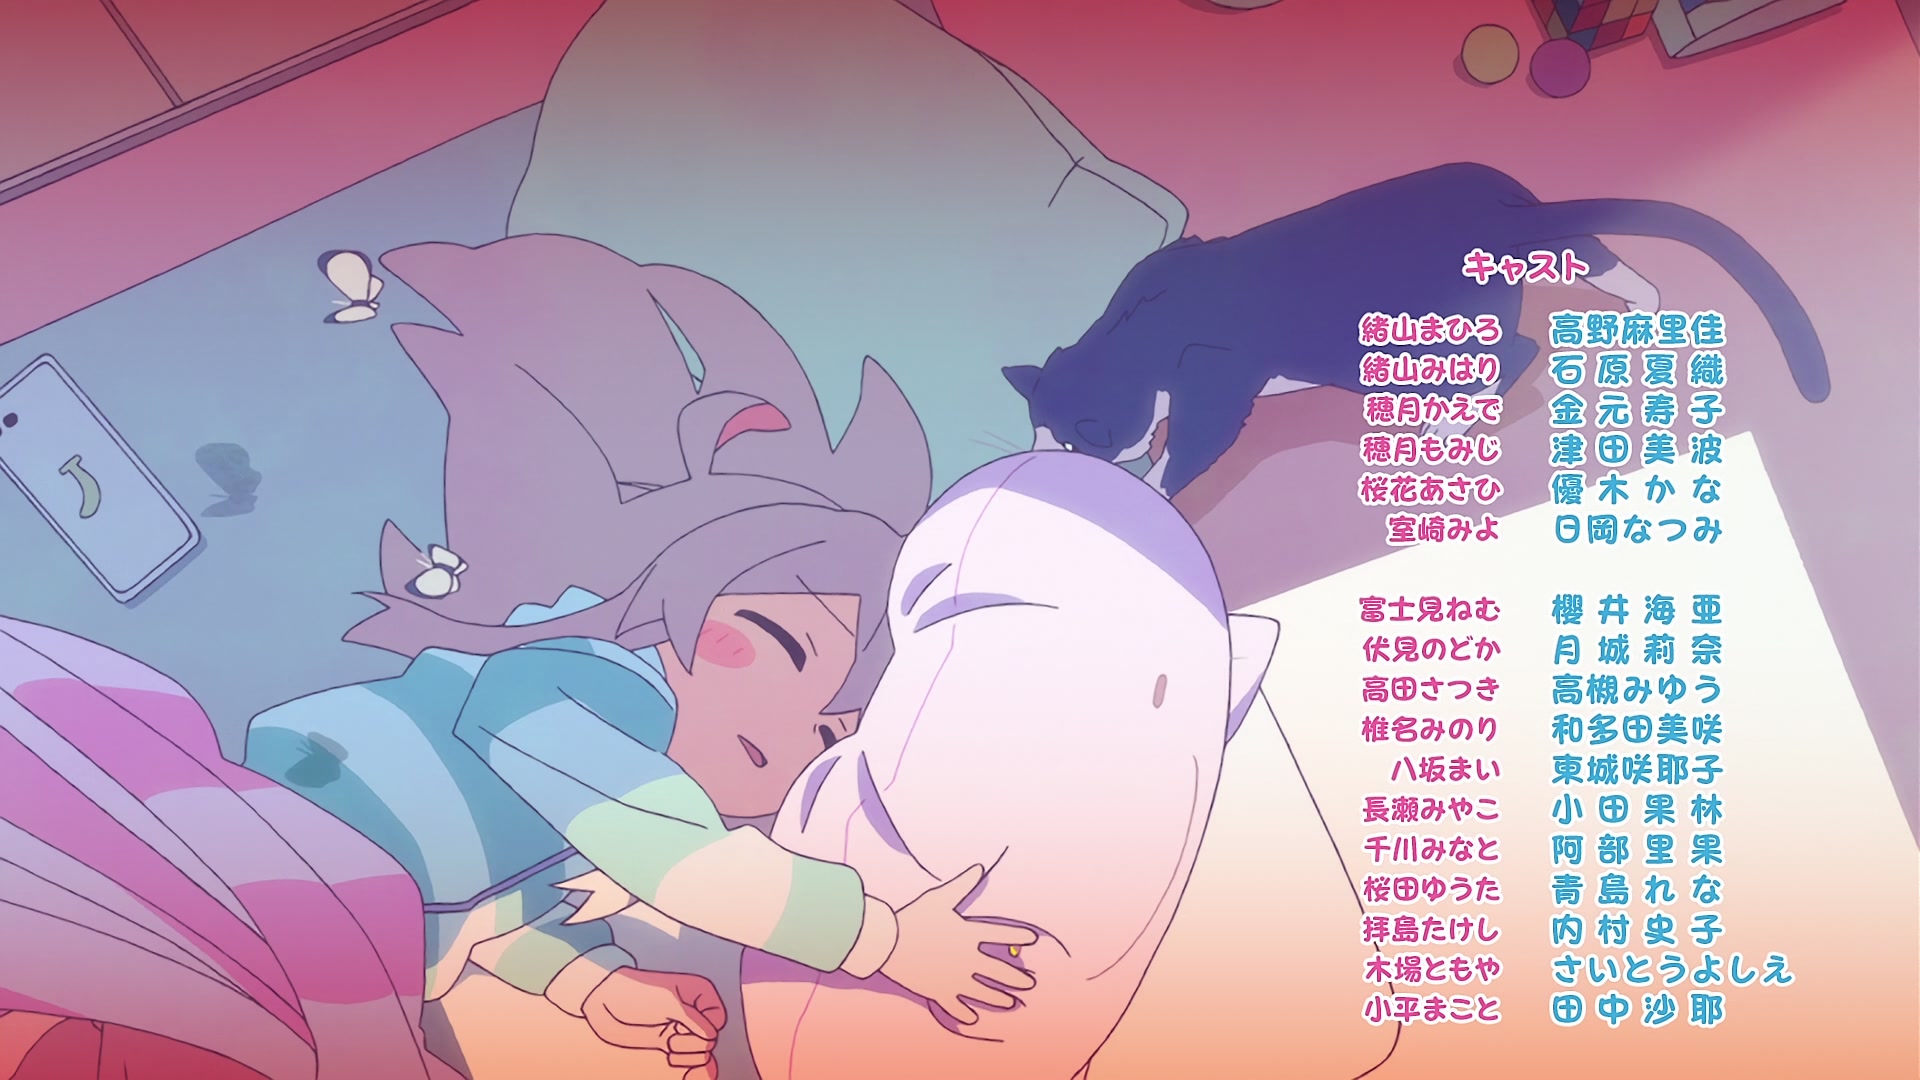 キャスト
緒山まひろ 高野麻里佳
緒山みはり 石原夏織
穂月かえで 金元寿子
穂月もみじ 津田美波
桜花あさひ 優木かな
室崎みよ 日岡なつみ
富士見ねむ 櫻井海亜
伏見のどか 月城莉奈
高田さつき 高槻みゆう
椎名みのり 和多田美咲
八坂まい 東城咲耶子
長瀬みやこ 小田果林
千川みなと 阿部里果
桜田ゆうた 青島れな
拝島たけし 内村史子
木場ともや さいとうよしえ
小平まこと 田中沙耶